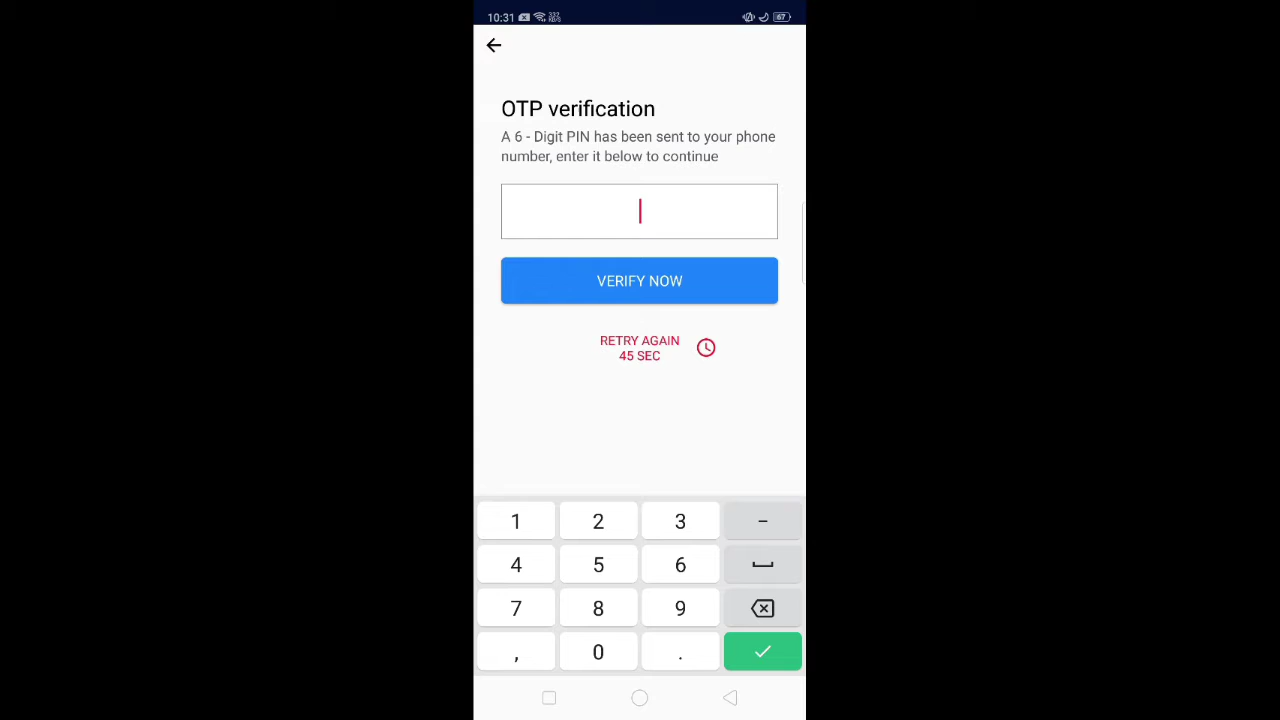 10:31
67
OTP verification
A 6 - Digit PIN has been sent to your phone
number, enter it below to continue
VERIFY NOW
RETRY AGAIN
45 SEC
1 2 3 -
4 5 6
7 8 9
, 0 .